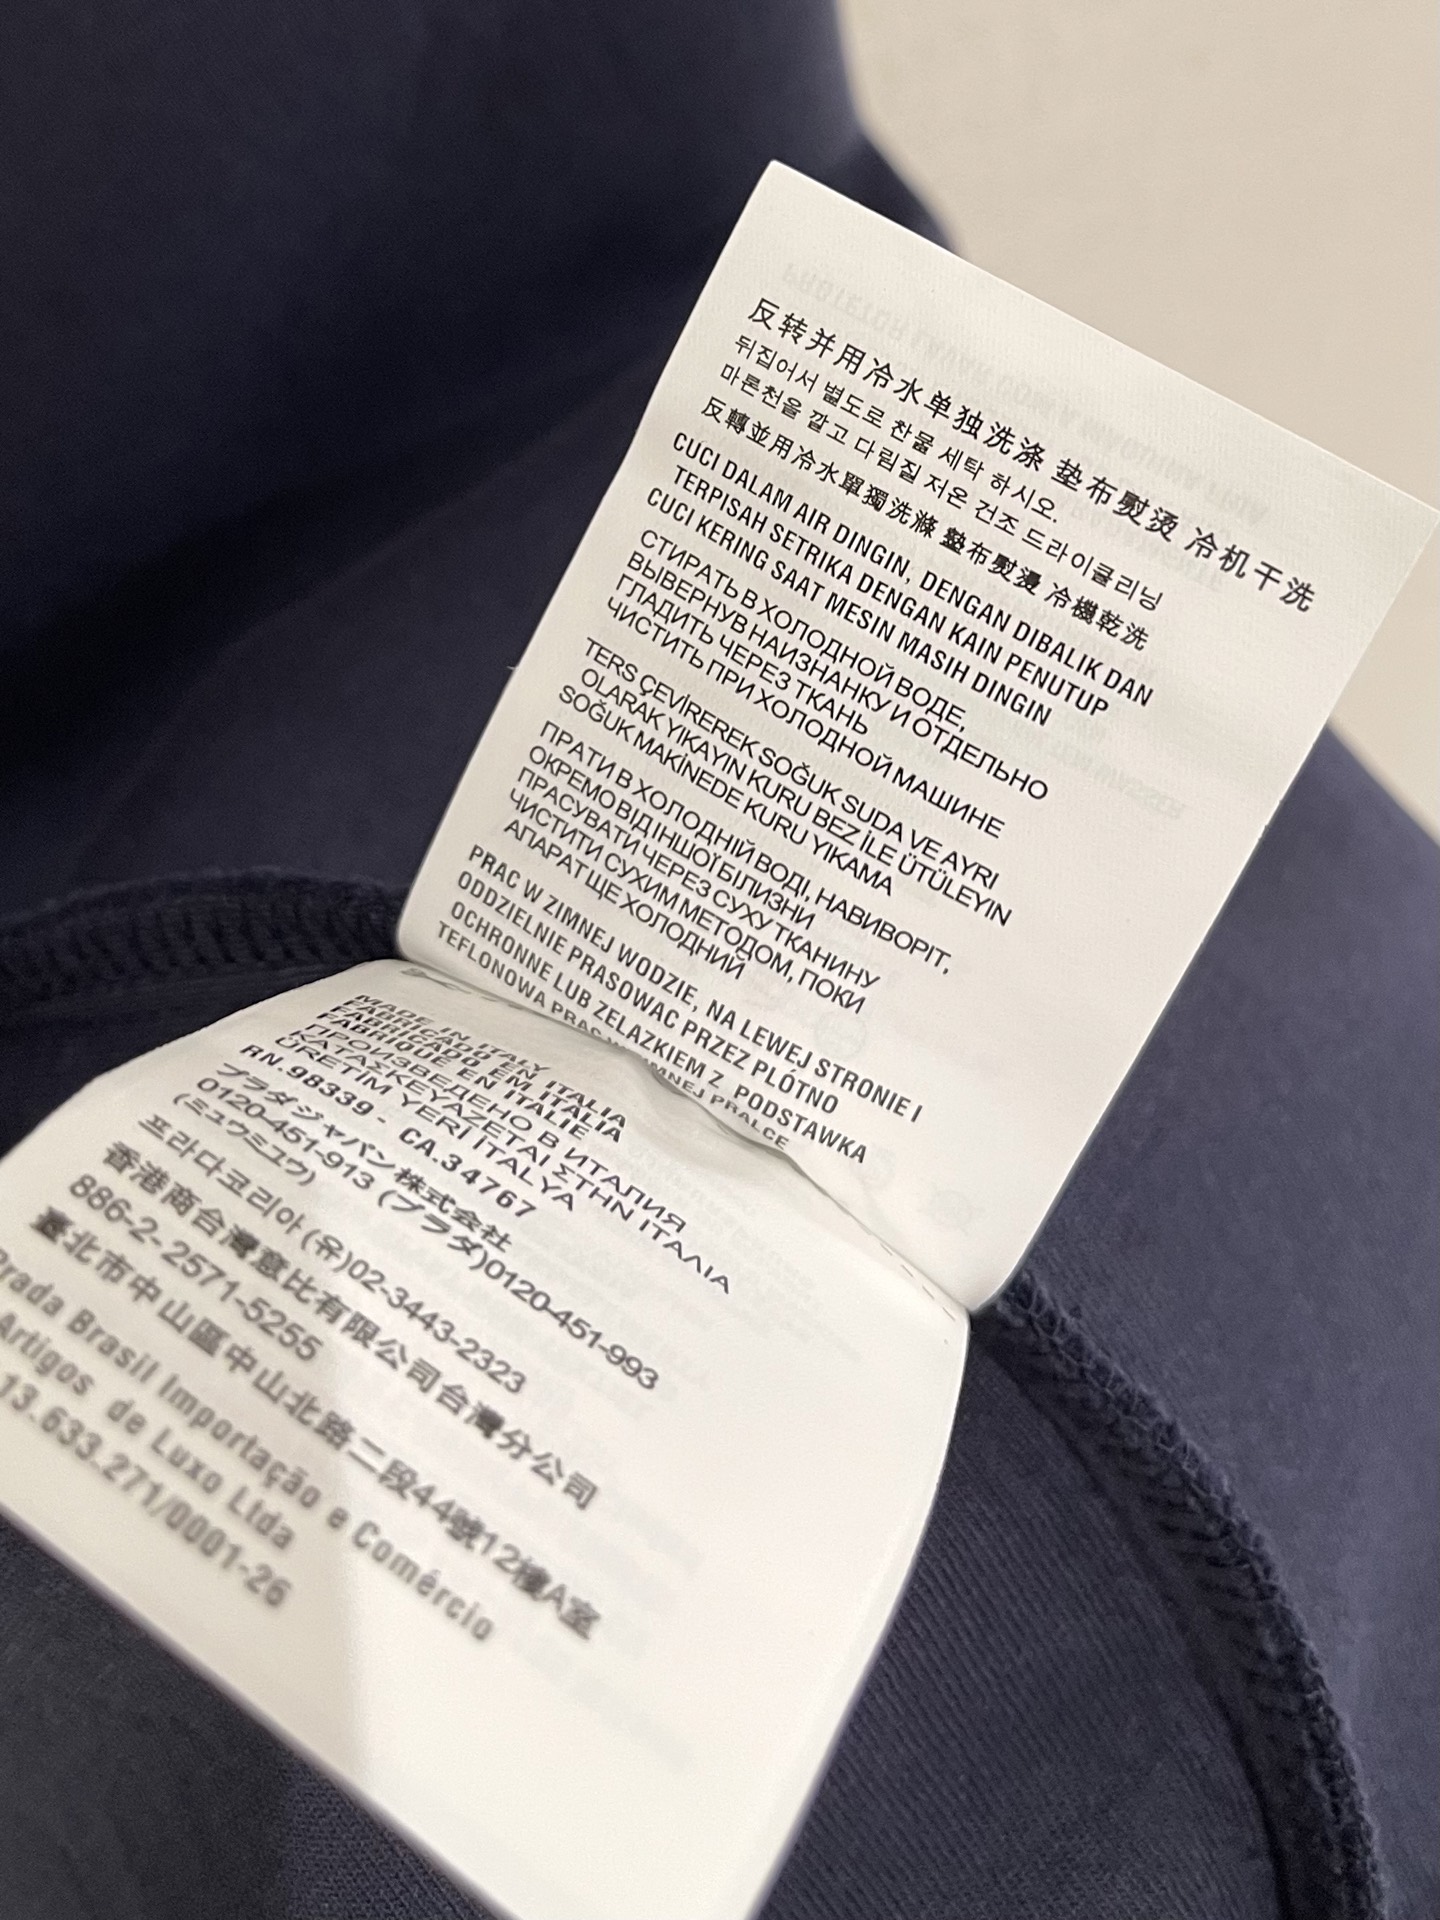 反转并用冷水单独洗涤 垫布熨烫 冷机干洗
뒤집어서 별도로 찬물 세탁 하시오.
마른천을 깔고 다림질 저온 건조 드라이클리닝
反轉並用冷水單獨洗滌 墊布熨燙 冷機乾洗
CUCI DALAM AIR DINGIN, DENGAN DIBALIK DAN
TERPISAH SETRIKA DENGAN KAIN PENUTUP
CUCI KERING SAAT MESIN MASIH DINGIN
СТИРАТЬ В ХОЛОДНОЙ ВОДЕ,
ВЫВЕРНУВ НАИЗНАНКУ И ОТДЕЛЬНО
ГЛАДИТЬ ЧЕРЕЗ ТКАНЬ
ЧИСТИТЬ ПРИ ХОЛОДНОЙ МАШИНЕ
TERS ÇEVİREREK SOĞUK SUDA VE AYRI
OLARAK YIKAYIN KURU BEZ İLE ÜTÜLEYIN
SOĞUK MAKİNEDE KURU YIKAMA
ПРАТИ В ХОЛОДНІЙ ВОДІ, НАВИВОРІТ,
ОКРЕМО ВІД ІНШОЇ БІЛИЗНИ
ПРАСУВАТИ ЧЕРЕЗ СУХУ ТКАНИНУ
ЧИСТИТИ СУХИМ МЕТОДОМ, ПОКИ
АПАРАТ ЩЕ ХОЛОДНИЙ
PRAC W ZIMNEJ WODZIE, NA LEWEJ STRONIE I
ODDZIELNIE PRASOWAC PRZEZ PLÓTNO
OCHRONNE LUB ZELAZKIEM Z PODSTAWKA
TEFLONOWA PRAC W ZIMNEJ PRALCE
MADE IN ITALY
FABRICADO EN ITALIA
FABRICADO EM ITALIA
FABRIQUÉ EN ITALIE
ПРОИЗВЕДЕНО В ИТАЛИЯ
ΚΑΤΑΣΚΕΥΑΖΕΤΑΙ ΣΤΗΝ ΙΤΑΛΙΑ
ÜRETİM YERİ İTALYA
RN.98339 - CA.34767
プラダジャパン株式会社
0120-451-913 (プラダ)0120-451-993
(ミュウミュウ)
프라다코리아(유)02-3443-2323
香港商台灣意比有限公司台灣分公司
886-2-2571-5255
臺北市中山區中山北路二段44號12樓A室
Prada Brasil Importação e Comércio
Artigos de Luxo Ltda
13.633.271/0001-26